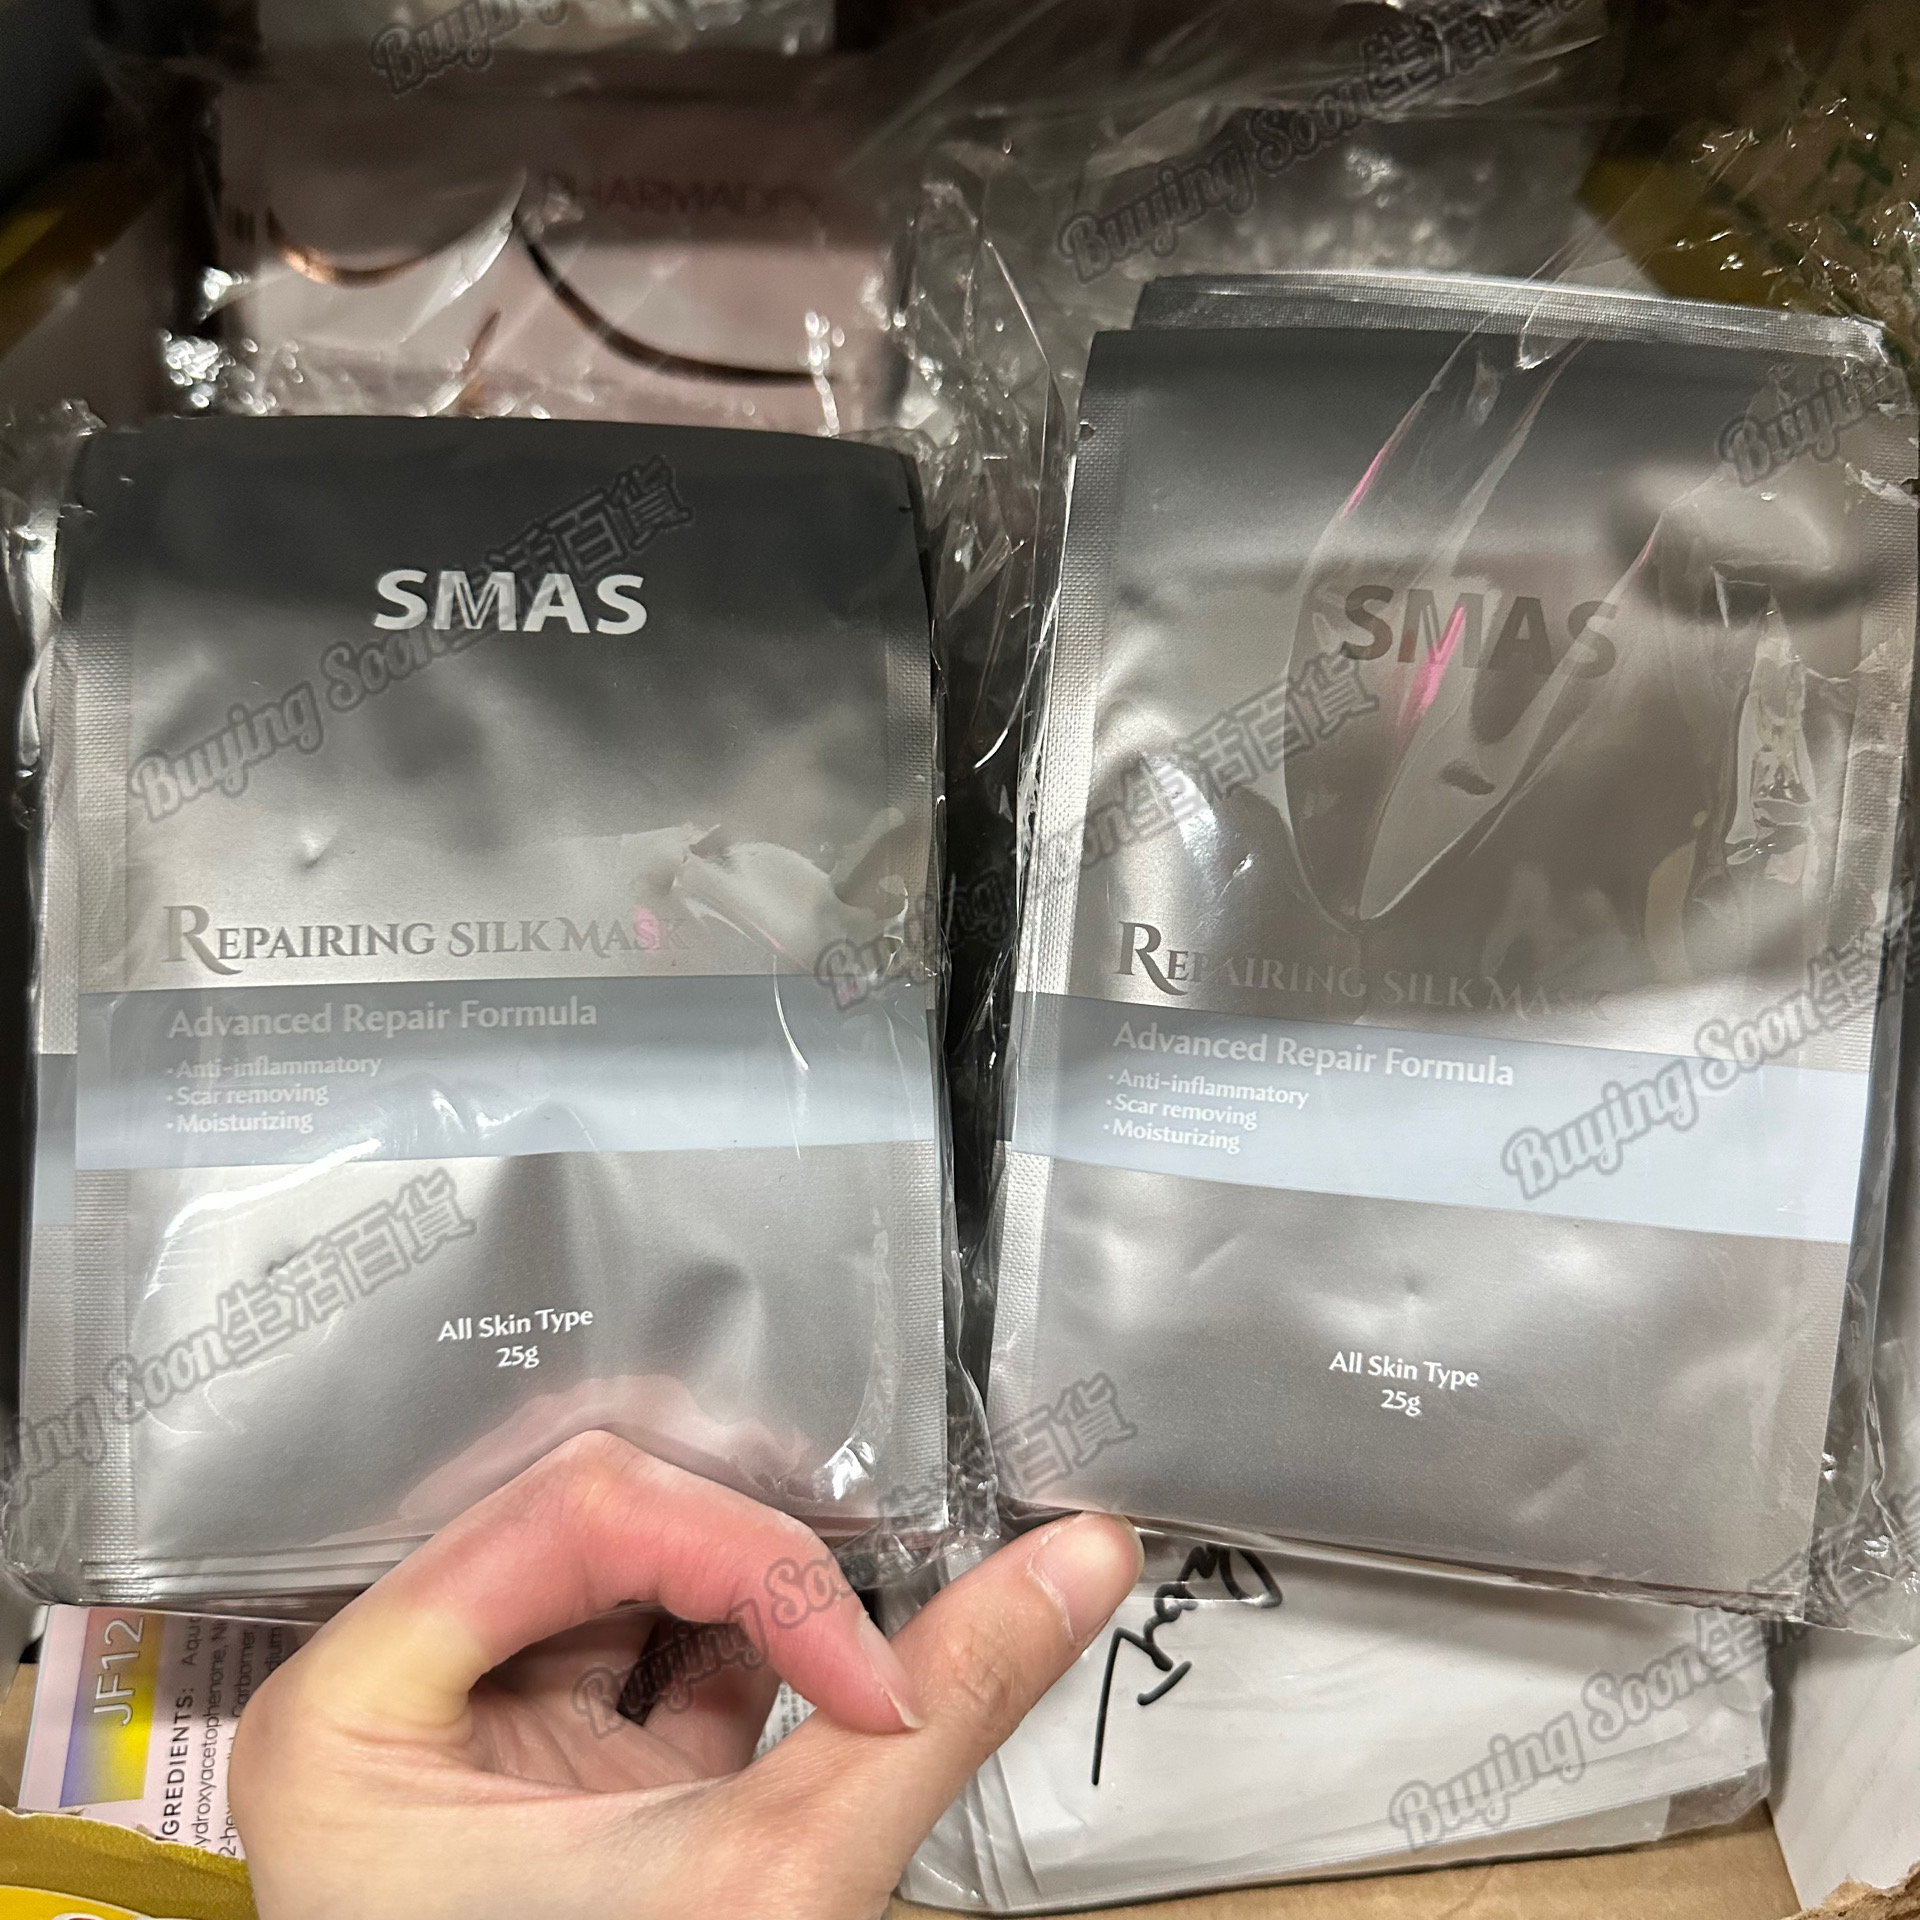 PHARMADEX
SMAS
REPAIRING SILK MASK
Advanced Repair Formula
•Anti-inflammatory
•Scar removing
•Moisturizing
All Skin Type
25g
SMAS
REPAIRING SILK MASK
Advanced Repair Formula
•Anti-inflammatory
•Scar removing
•Moisturizing
All Skin Type
25g
JF12
Buying Soon生活百貨